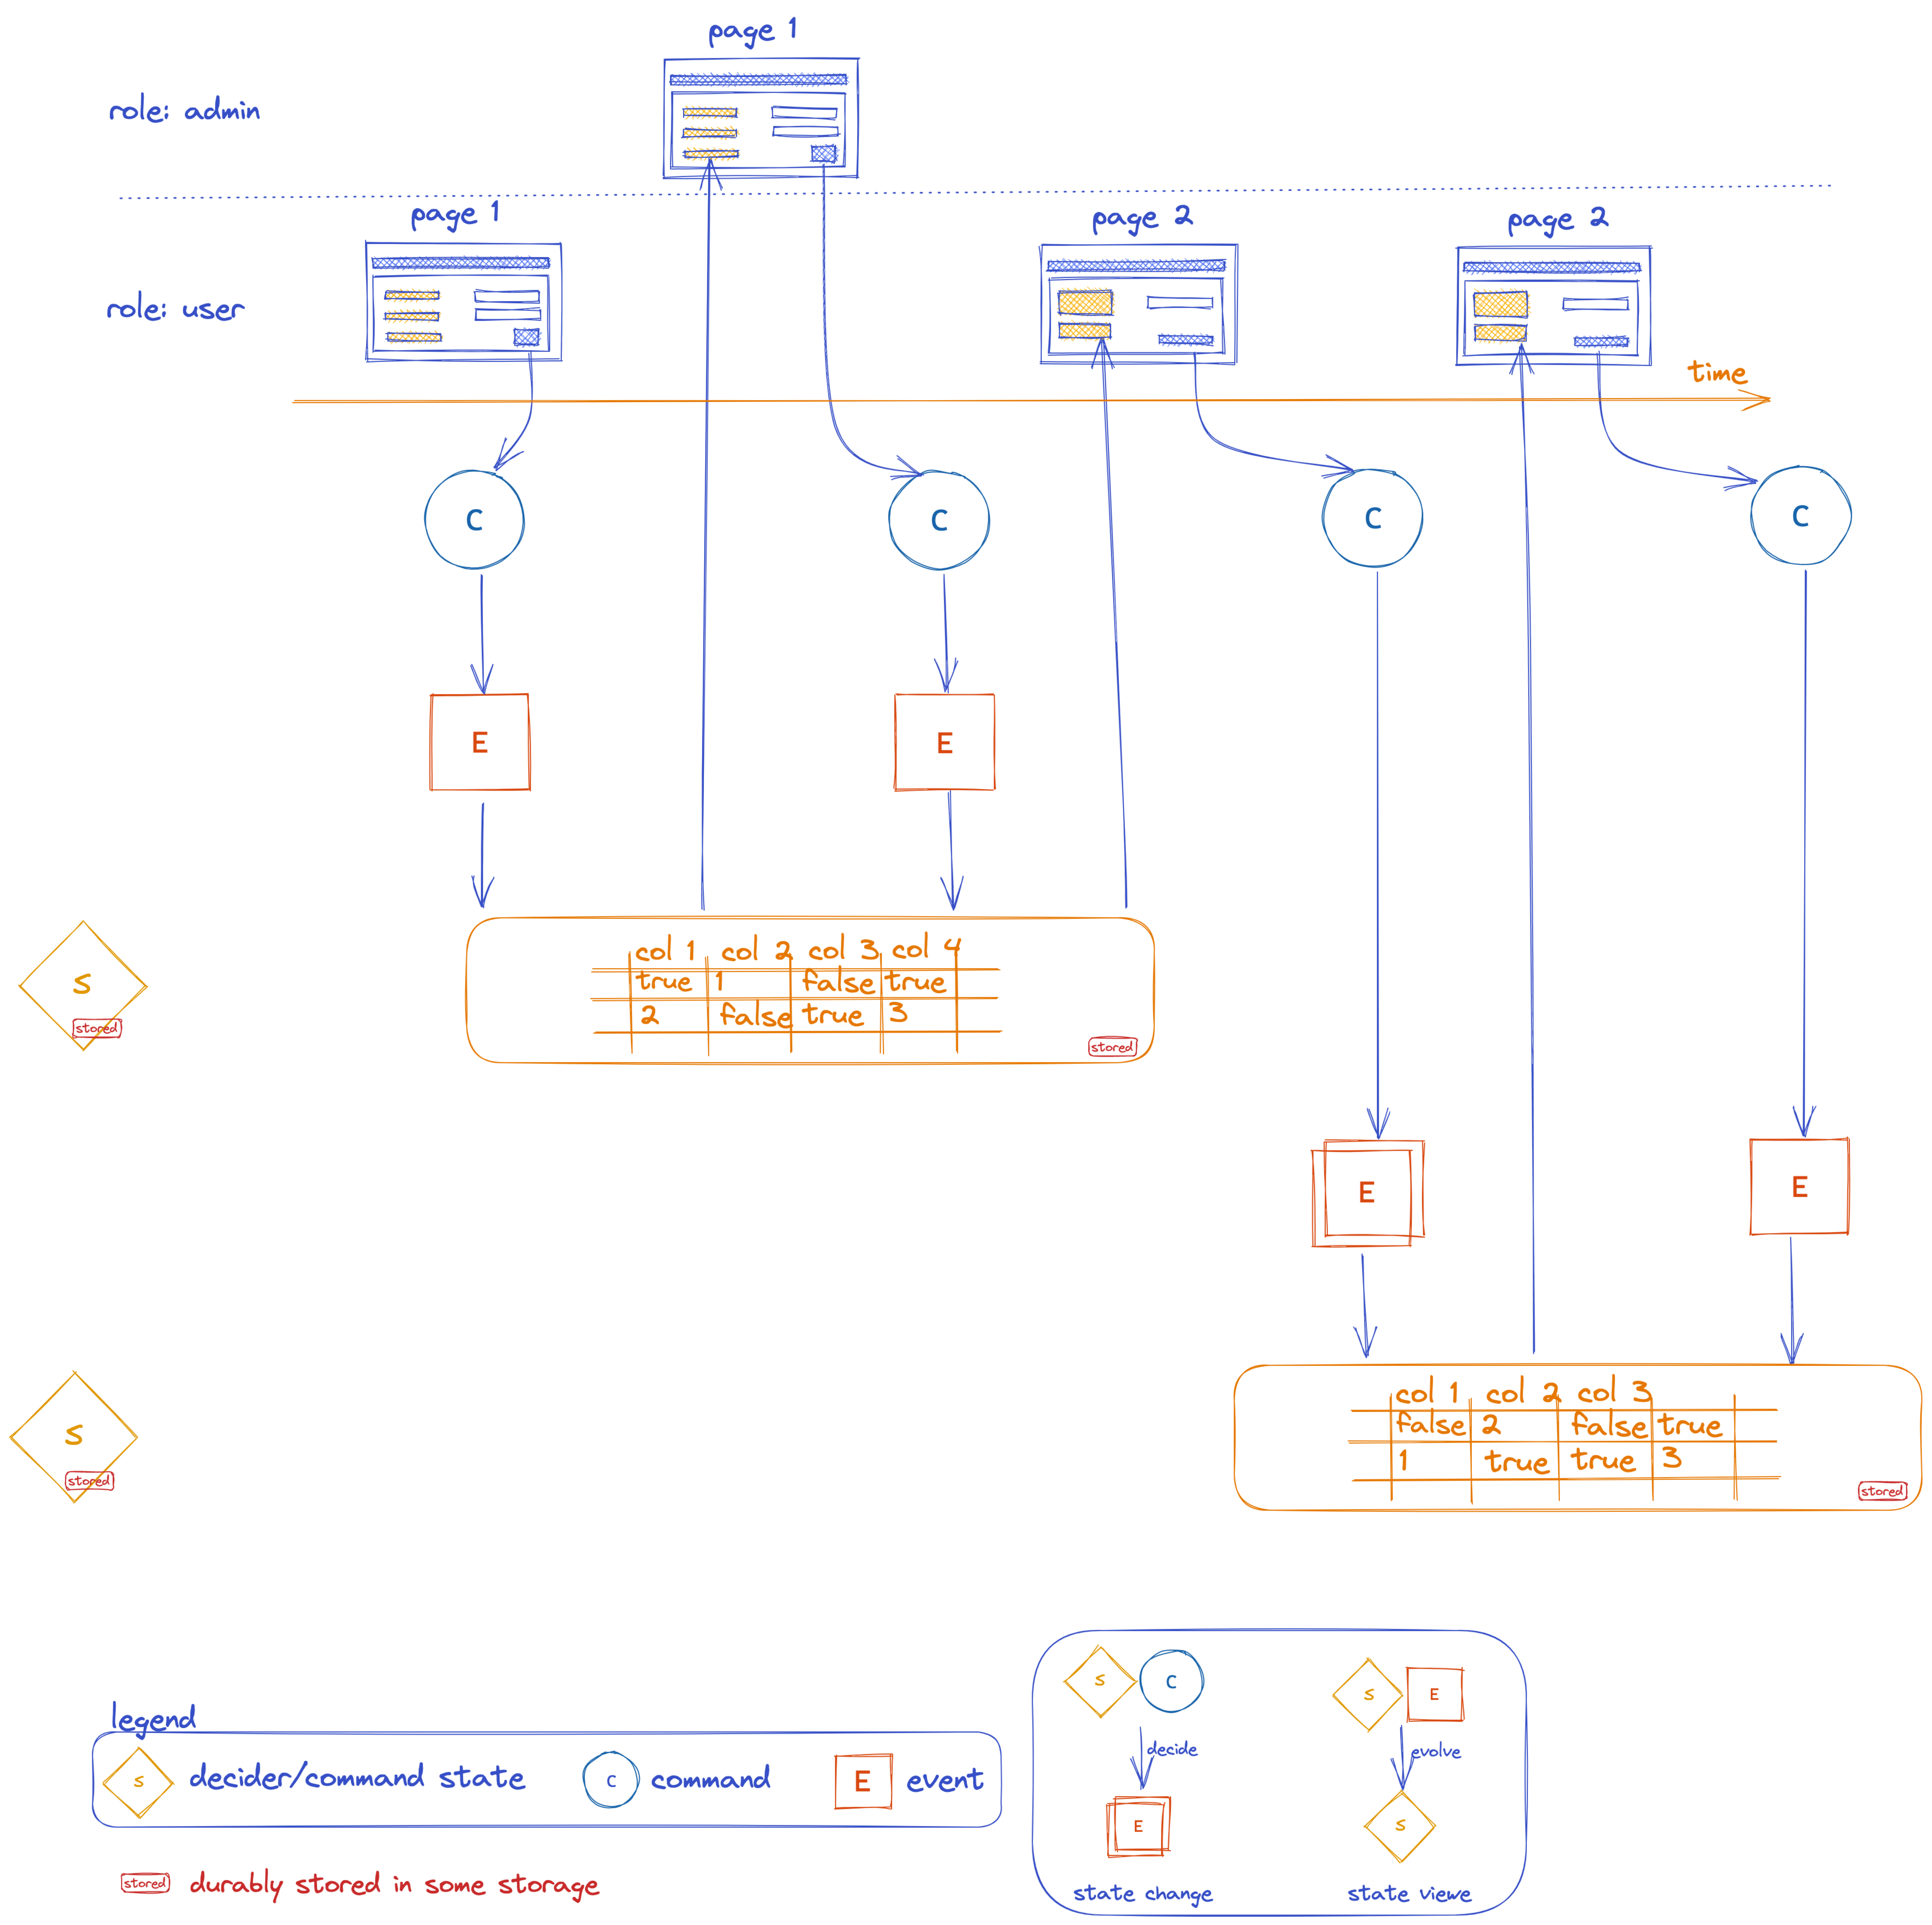 page 1
role: admin
page 1
page 2
page 2
role: user
time
C
C
C
C
E
E
col 1 col 2 col 3 col 4
true 1 false true
2 false true 3
stored
S
stored
E
E
col 1 col 2 col 3
false 2 false true
1 true true 3
stored
S
stored
legend
S decider/command state
C command
E event
stored durably stored in some storage
S C
decide
E
state change
S E
evolve
S
state viewe